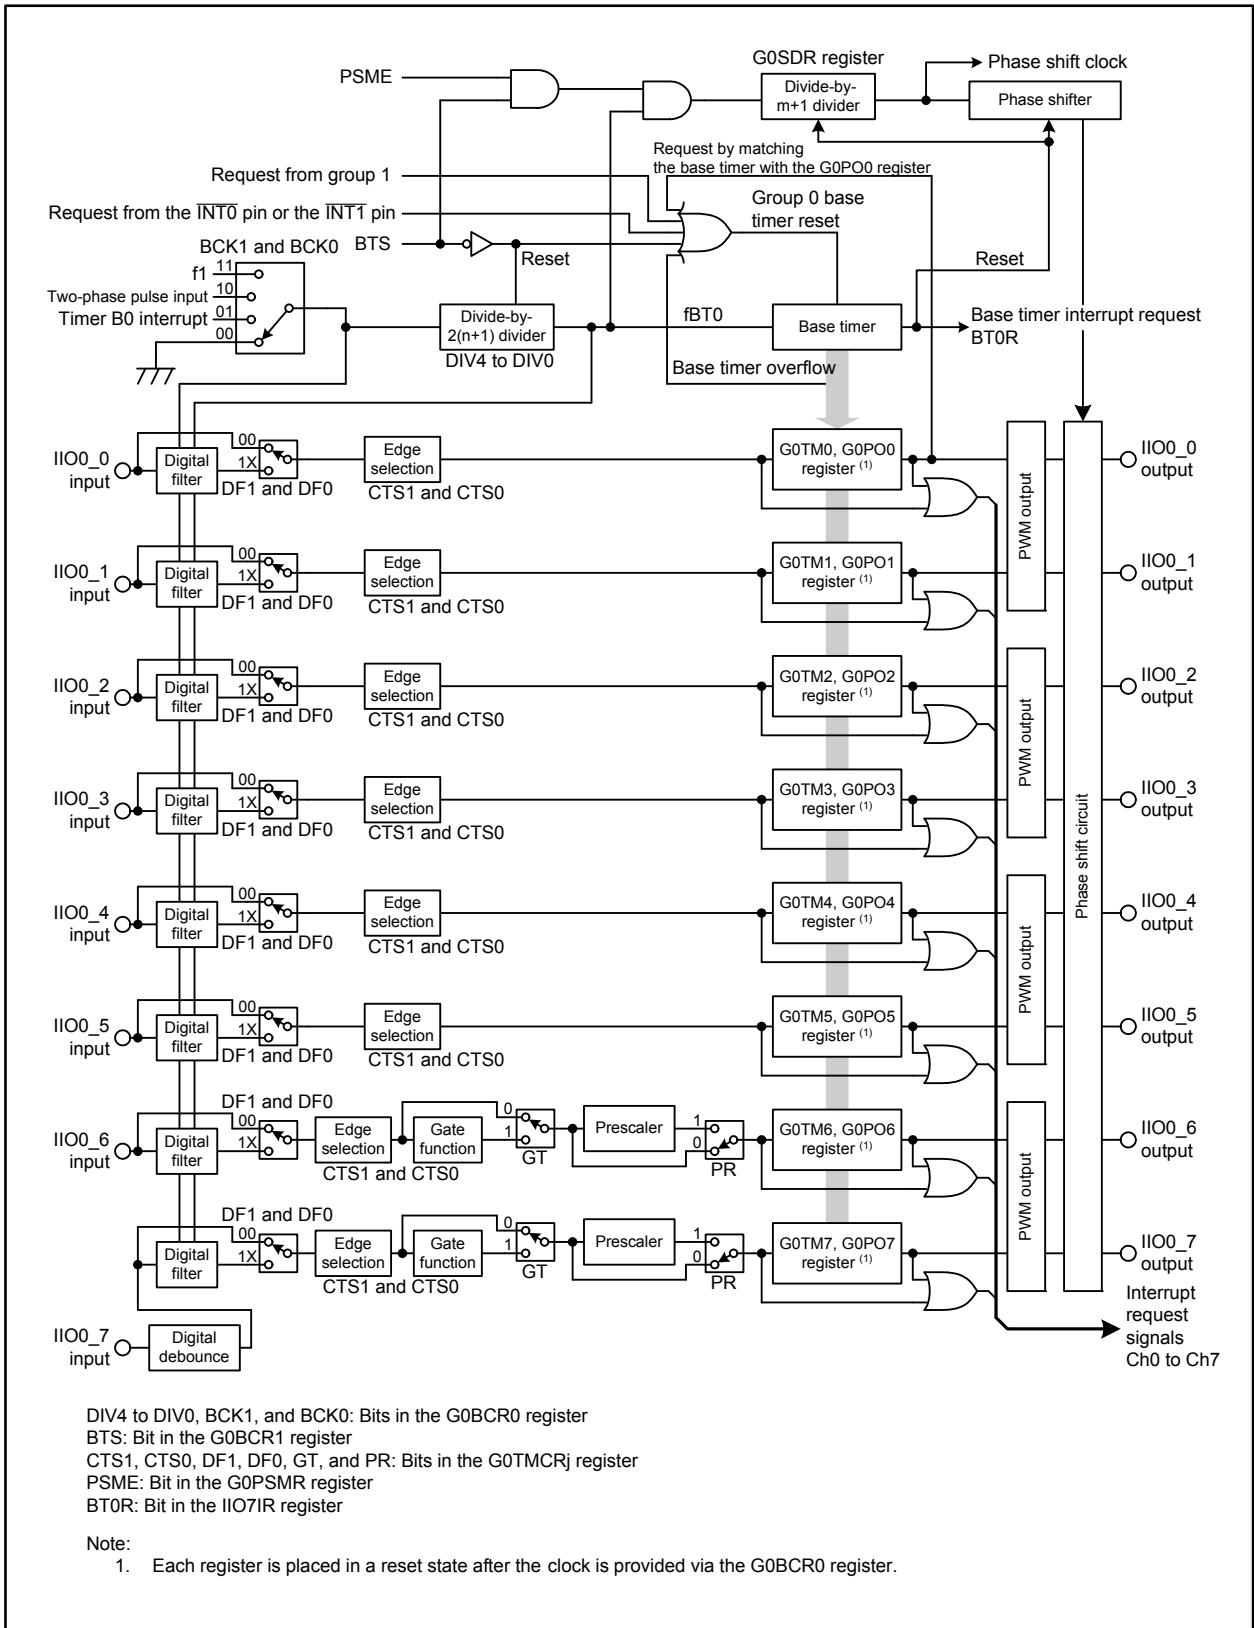 G0SDR register
PSME
Divide-by-
m+1 divider
Phase shift clock
Phase shifter
Request by matching
the base timer with the G0PO0 register
Request from group 1
Request from the INT0 pin or the INT1 pin
Group 0 base
timer reset
BCK1 and BCK0
BTS
Reset
Reset
f1
11
Two-phase pulse input
10
Timer B0 interrupt
01
00
Divide-by-
2(n+1) divider
DIV4 to DIV0
fBT0
Base timer
Base timer interrupt request
BT0R
Base timer overflow
IIO0_0
input
Digital
filter
00
1X
DF1 and DF0
Edge
selection
CTS1 and CTS0
G0TM0, G0PO0
register (1)
PWM output
Phase shift circuit
IIO0_0
output
IIO0_1
input
Digital
filter
00
1X
DF1 and DF0
Edge
selection
CTS1 and CTS0
G0TM1, G0PO1
register (1)
IIO0_1
output
IIO0_2
input
Digital
filter
00
1X
DF1 and DF0
Edge
selection
CTS1 and CTS0
G0TM2, G0PO2
register (1)
PWM output
IIO0_2
output
IIO0_3
input
Digital
filter
00
1X
DF1 and DF0
Edge
selection
CTS1 and CTS0
G0TM3, G0PO3
register (1)
IIO0_3
output
IIO0_4
input
Digital
filter
00
1X
DF1 and DF0
Edge
selection
CTS1 and CTS0
G0TM4, G0PO4
register (1)
PWM output
IIO0_4
output
IIO0_5
input
Digital
filter
00
1X
DF1 and DF0
Edge
selection
CTS1 and CTS0
G0TM5, G0PO5
register (1)
IIO0_5
output
IIO0_6
input
Digital
filter
DF1 and DF0
00
1X
Edge
selection
CTS1 and CTS0
Gate
function
0
1
GT
Prescaler
1
0
PR
G0TM6, G0PO6
register (1)
PWM output
IIO0_6
output
Digital
filter
DF1 and DF0
00
1X
Edge
selection
CTS1 and CTS0
Gate
function
0
1
GT
Prescaler
1
0
PR
G0TM7, G0PO7
register (1)
IIO0_7
output
IIO0_7
input
Digital
debounce
Interrupt
request
signals
Ch0 to Ch7
DIV4 to DIV0, BCK1, and BCK0: Bits in the G0BCR0 register
BTS: Bit in the G0BCR1 register
CTS1, CTS0, DF1, DF0, GT, and PR: Bits in the G0TMCRj register
PSME: Bit in the G0PSMR register
BT0R: Bit in the IIO7IR register
Note:
1. Each register is placed in a reset state after the clock is provided via the G0BCR0 register.